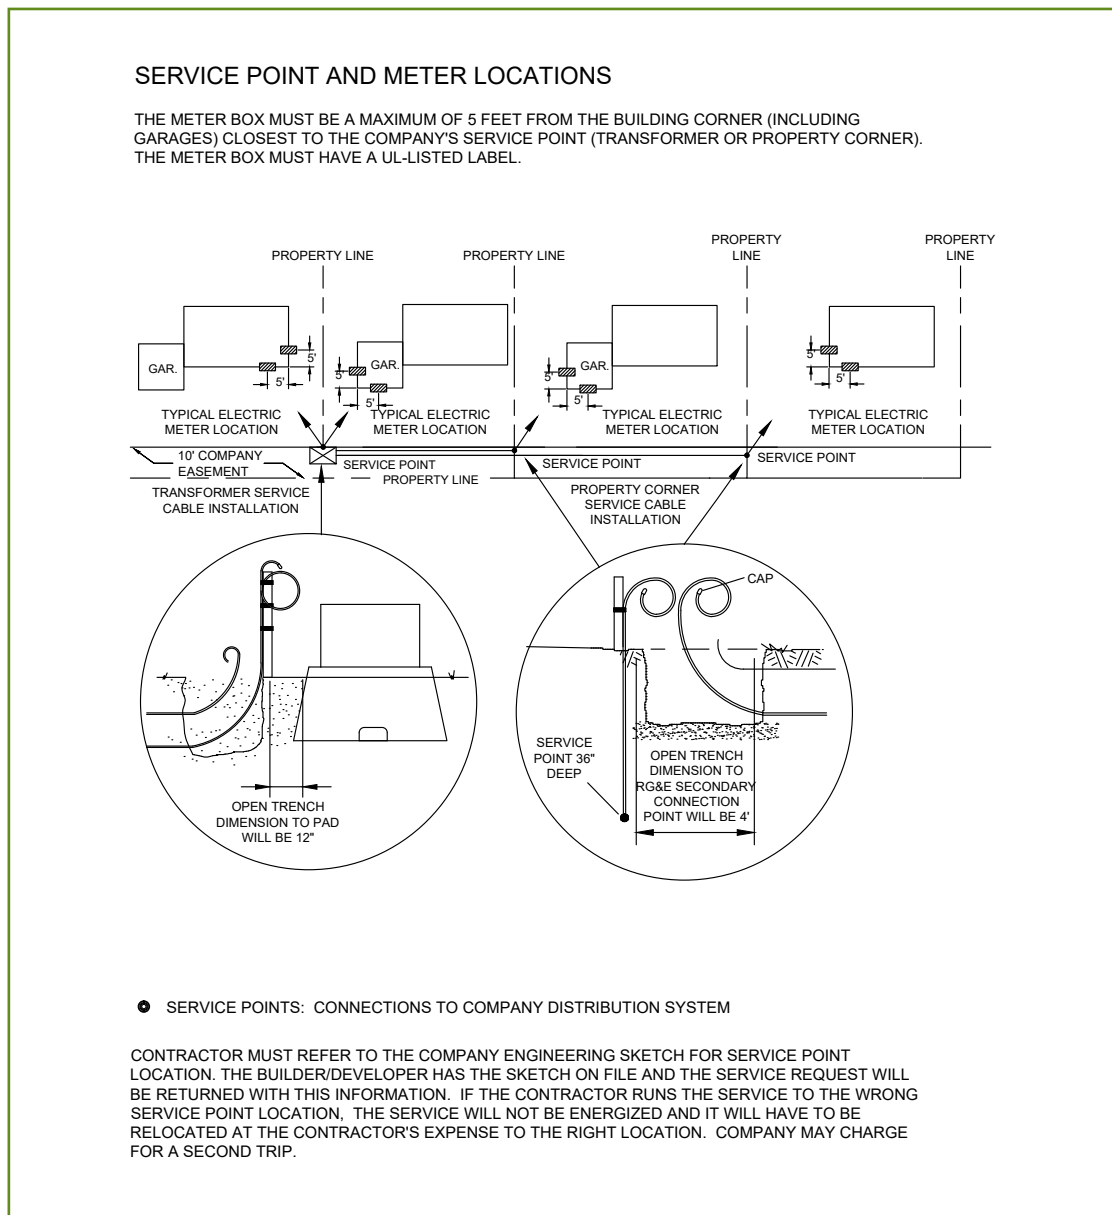 SERVICE POINT AND METER LOCATIONS
THE METER BOX MUST BE A MAXIMUM OF 5 FEET FROM THE BUILDING CORNER (INCLUDING
GARAGES) CLOSEST TO THE COMPANY'S SERVICE POINT (TRANSFORMER OR PROPERTY CORNER).
THE METER BOX MUST HAVE A UL-LISTED LABEL.
PROPERTY LINE
PROPERTY LINE
PROPERTY
LINE
PROPERTY
LINE
GAR.
5'
5'
GAR.
5'
5'
GAR.
5'
5'
5'
5'
TYPICAL ELECTRIC
METER LOCATION
TYPICAL ELECTRIC
METER LOCATION
TYPICAL ELECTRIC
METER LOCATION
TYPICAL ELECTRIC
METER LOCATION
10' COMPANY
EASEMENT
SERVICE POINT
SERVICE POINT
SERVICE POINT
PROPERTY LINE
TRANSFORMER SERVICE
CABLE INSTALLATION
PROPERTY CORNER
SERVICE CABLE
INSTALLATION
OPEN TRENCH
DIMENSION TO PAD
WILL BE 12"
CAP
SERVICE
POINT 36"
DEEP
OPEN TRENCH
DIMENSION TO
RG&E SECONDARY
CONNECTION
POINT WILL BE 4'
SERVICE POINTS: CONNECTIONS TO COMPANY DISTRIBUTION SYSTEM
CONTRACTOR MUST REFER TO THE COMPANY ENGINEERING SKETCH FOR SERVICE POINT
LOCATION. THE BUILDER/DEVELOPER HAS THE SKETCH ON FILE AND THE SERVICE REQUEST WILL
BE RETURNED WITH THIS INFORMATION. IF THE CONTRACTOR RUNS THE SERVICE TO THE WRONG
SERVICE POINT LOCATION, THE SERVICE WILL NOT BE ENERGIZED AND IT WILL HAVE TO BE
RELOCATED AT THE CONTRACTOR'S EXPENSE TO THE RIGHT LOCATION. COMPANY MAY CHARGE
FOR A SECOND TRIP.